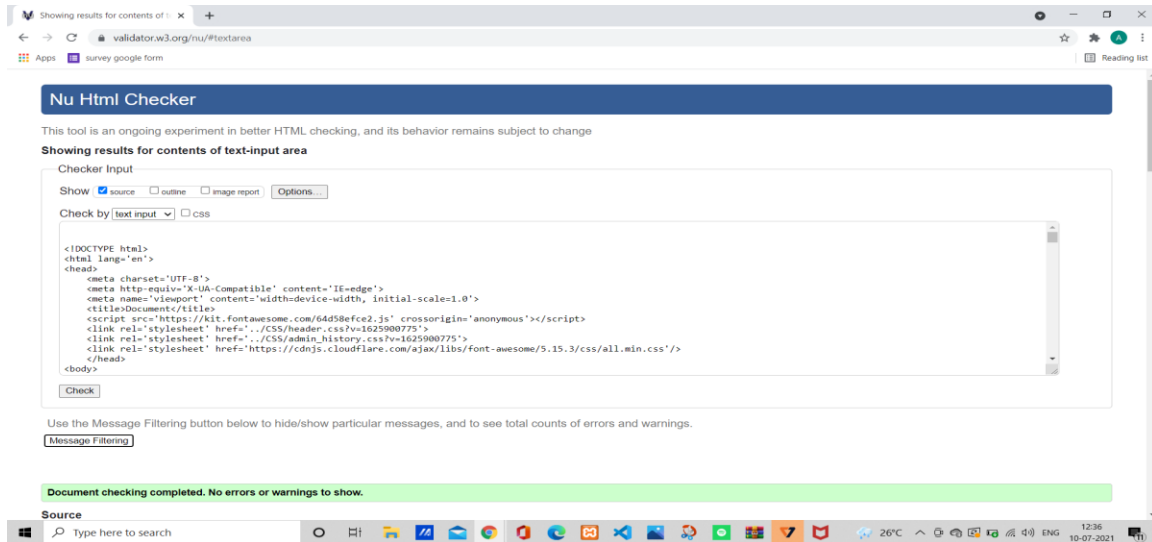 Showing results for contents of t
validator.w3.org/nu/#textarea
A
Apps survey google form Reading list
Nu Html Checker
This tool is an ongoing experiment in better HTML checking, and its behavior remains subject to change
Showing results for contents of text-input area
Checker Input
Show source outline image report Options...
Check by text input css
<!DOCTYPE html>
<html lang='en'>
<head>
<meta charset='UTF-8'>
<meta http-equiv='X-UA-Compatible' content='IE=edge'>
<meta name='viewport' content='width=device-width, initial-scale=1.0'>
<title>Document</title>
<script src='https://kit.fontawesome.com/64d58efce2.js' crossorigin='anonymous'></script>
<link rel='stylesheet' href='../CSS/header.css?v=1625900775'>
<link rel='stylesheet' href='../CSS/admin_history.css?v=1625900775'>
<link rel='stylesheet' href='https://cdnjs.cloudflare.com/ajax/libs/font-awesome/5.15.3/css/all.min.css'/>
</head>
<body>
Check
Use the Message Filtering button below to hide/show particular messages, and to see total counts of errors and warnings.
Message Filtering
Document checking completed. No errors or warnings to show.
Source
Type here to search 26°C ENG 12:36
10-07-2021